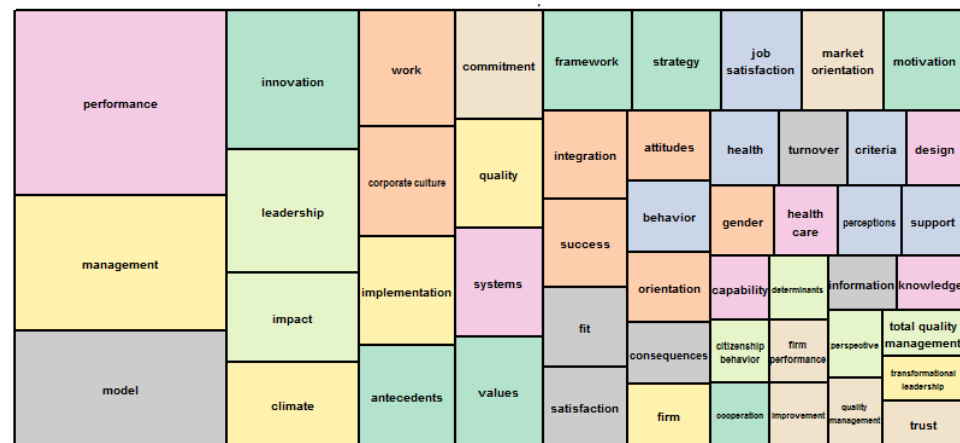 performance
management
model
innovation
leadership
impact
climate
work
corporate culture
implementation
antecedents
commitment
quality
systems
values
framework
strategy
job
satisfaction
market
orientation
motivation
integration
success
fit
satisfaction
attitudes
behavior
orientation
consequences
firm
health
turnover
criteria
design
gender
health
care
perceptions
support
capability
determinants
information
knowledge
citizenship
behavior
firm
performance
perspective
total quality
management
transformational
leadership
cooperation
improvement
quality
management
trust